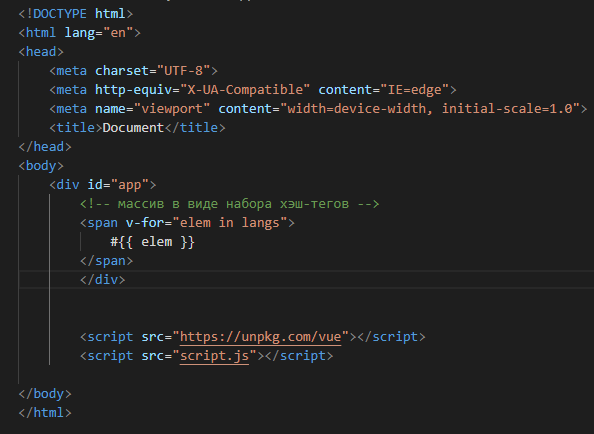 <!DOCTYPE html>
<html lang="en">
<head>
    <meta charset="UTF-8">
    <meta http-equiv="X-UA-Compatible" content="IE=edge">
    <meta name="viewport" content="width=device-width, initial-scale=1.0">
    <title>Document</title>
</head>
<body>
    <div id="app">
        <!-- массив в виде набора хэш-тегов -->
        <span v-for="elem in langs">
            #{{ elem }}
        </span>
        </div>
        <script src="https://unpkg.com/vue"></script>
        <script src="script.js"></script>
</body>
</html>